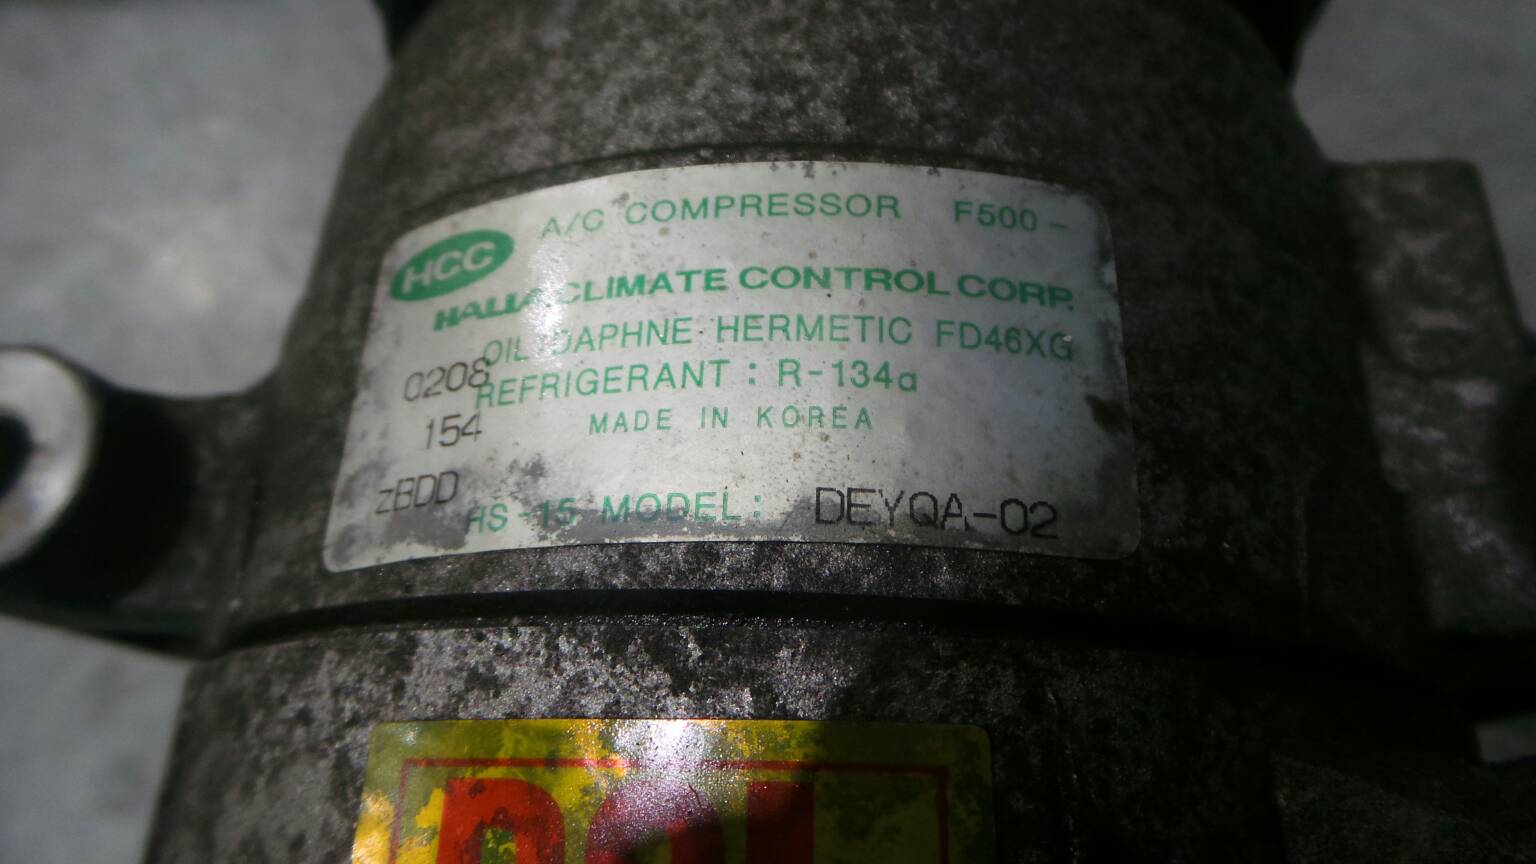 A/C COMPRESSOR F500-
HCC
HALLA CLIMATE CONTROL CORP.
OIL: DAPHNE HERMETIC FD46XG
0208
REFRIGERANT : R-134a
154
MADE IN KOREA
zBDD
HS-15 MODEL: DEYQA-02